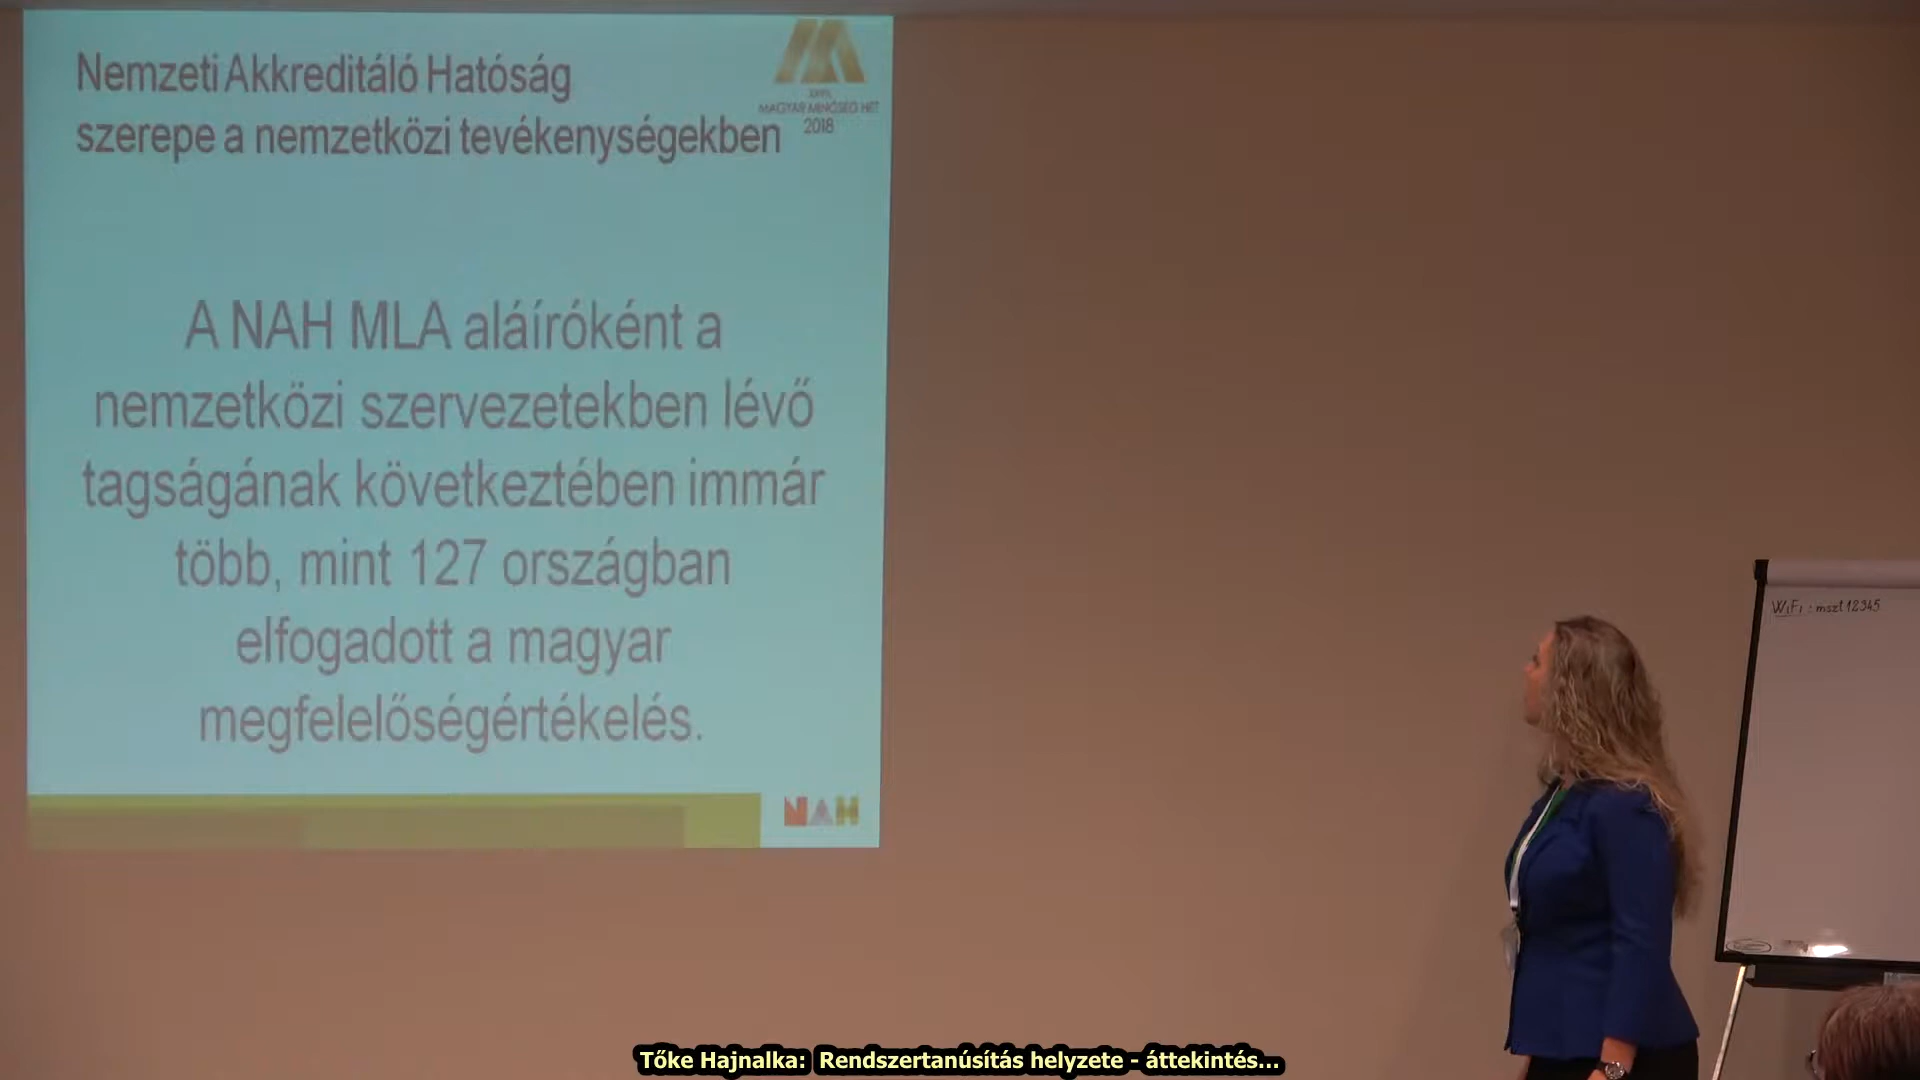 Nemzeti Akkreditáló Hatóság
szerepe a nemzetközi tevékenységekben
MAGYAR MINŐSÉG HÉT
2018
A NAH MLA aláíróként a
nemzetközi szervezetekben lévő
tagságának következtében immár
több, mint 127 országban
elfogadott a magyar
megfelelőségértékelés.
NAH
WiFi : mszt12345
Tőke Hajnalka: Rendszertanúsítás helyzete - áttekintés...